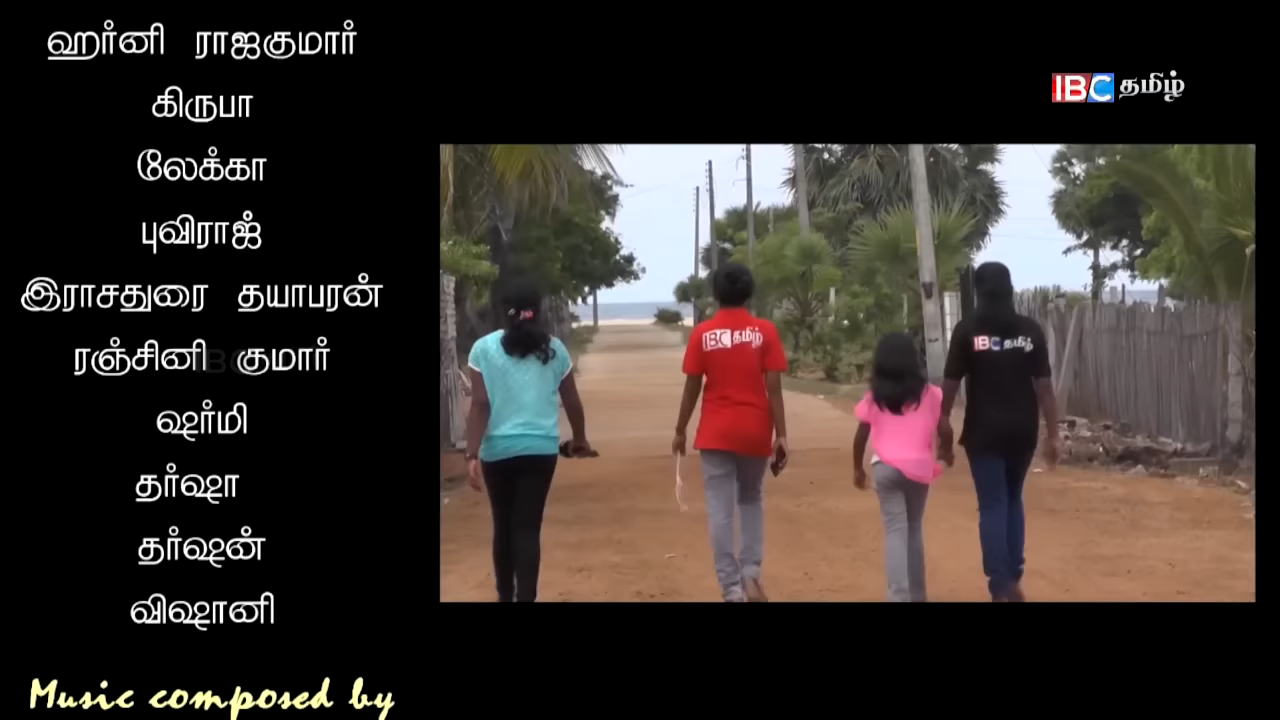 ஹர்னி ராஜகுமார்
கிருபா
லேக்கா
புவிராஜ்
இராசதுரை தயாபரன்
ரஞ்சினி குமார்
ஷர்மி
தர்ஷா
தர்ஷன்
விஷானி
Music composed by
IBC தமிழ்
IBC தமிழ்
IBC தமிழ்